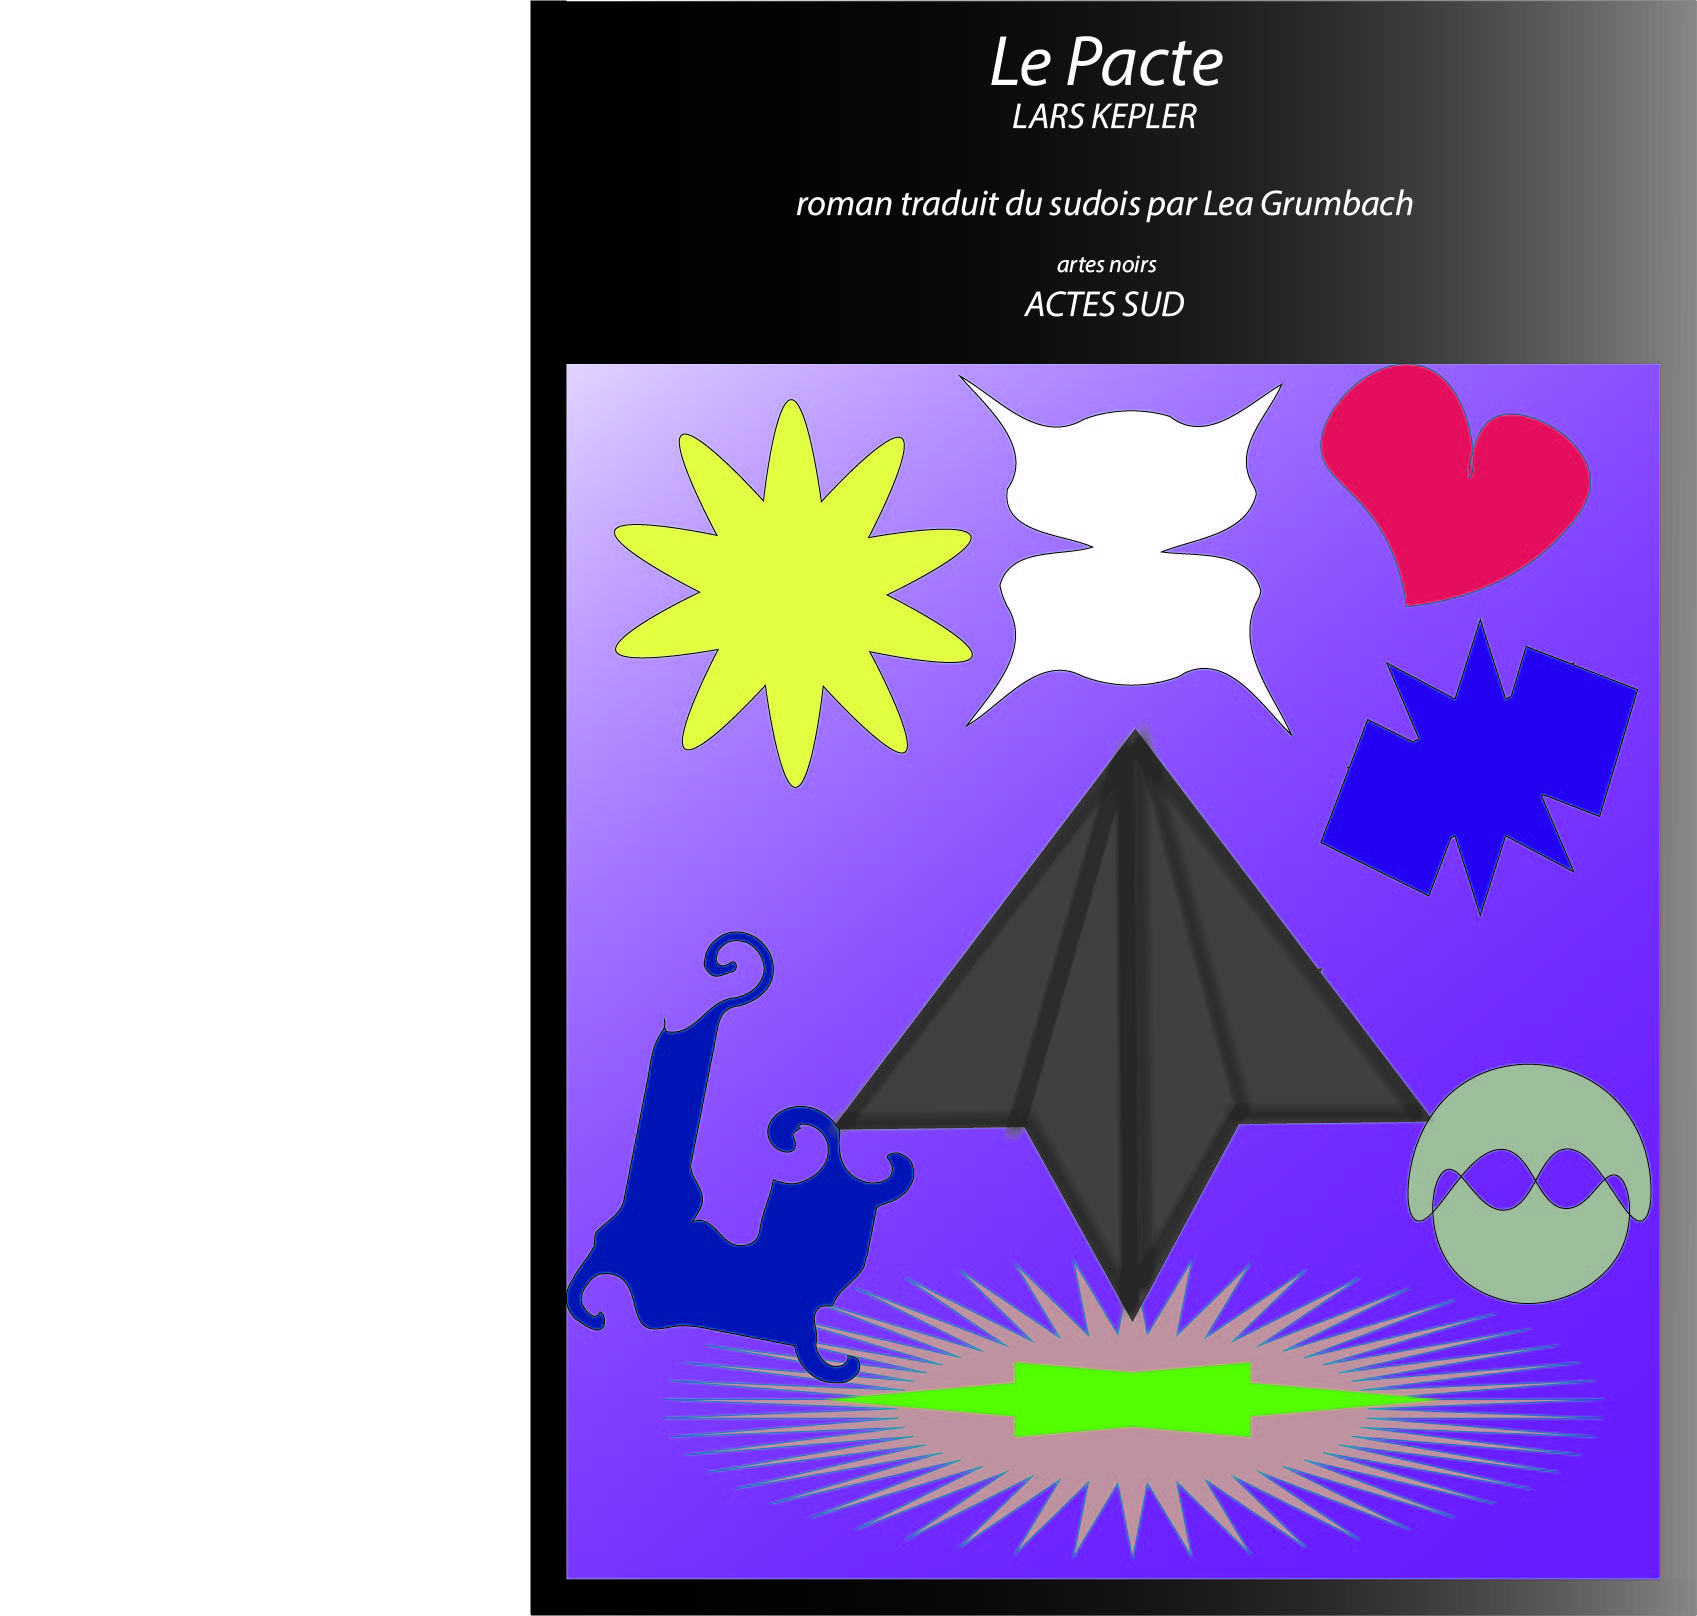 Le Pacte
LARS KEPLER
roman traduit du sudois par Lea Grumbach
artes noirs
ACTES SUD